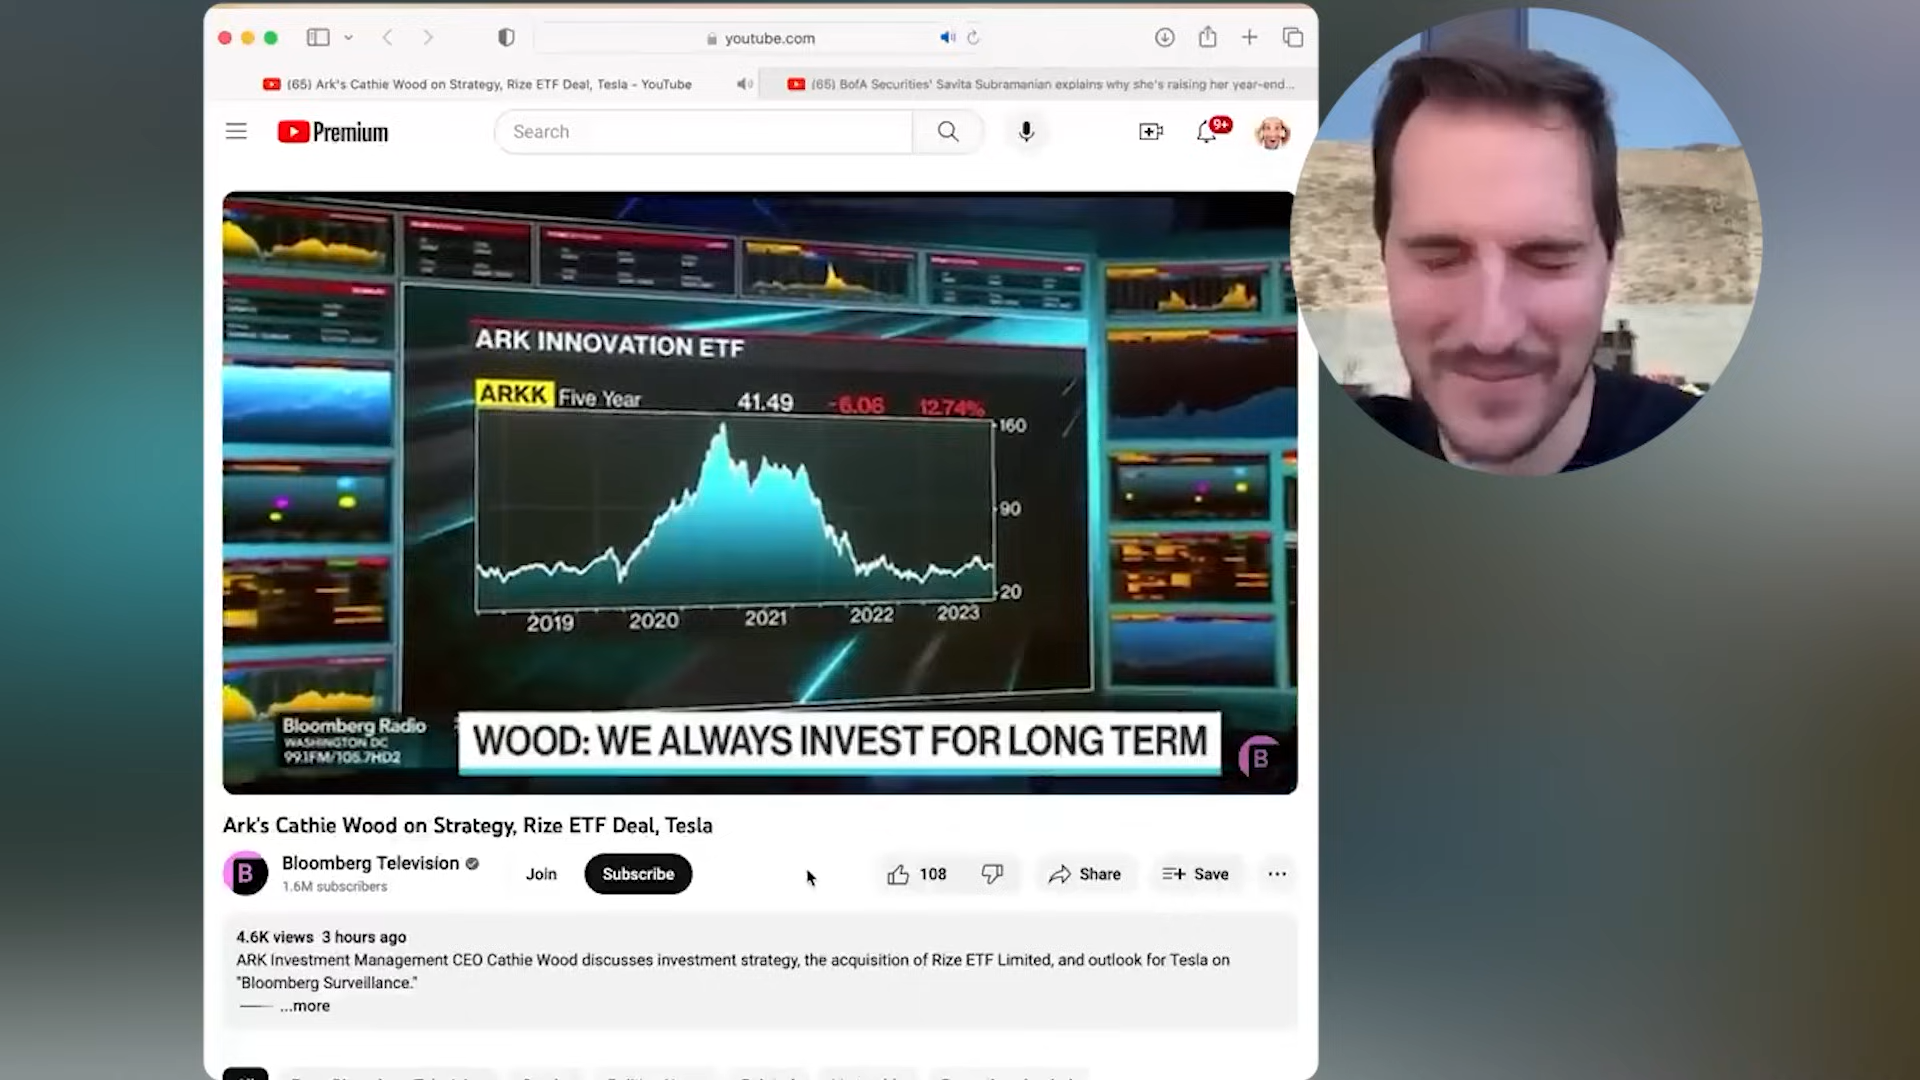 youtube.com
(65) Ark's Cathie Wood on Strategy, Rize ETF Deal, Tesla - YouTube
(65) BofA Securities' Savita Subramanian explains why she's raising her year-end...
Premium
Search
9+
ARK INNOVATION ETF
ARKK Five Year 41.49 -6.06 12.74%
160
90
20
2019 2020 2021 2022 2023
Bloomberg Radio
WASHINGTON DC
99.1FM/105.7HD2
WOOD: WE ALWAYS INVEST FOR LONG TERM
B
Ark's Cathie Wood on Strategy, Rize ETF Deal, Tesla
B
Bloomberg Television
1.6M subscribers
Join
Subscribe
108
Share
Save
4.6K views 3 hours ago
ARK Investment Management CEO Cathie Wood discusses investment strategy, the acquisition of Rize ETF Limited, and outlook for Tesla on
"Bloomberg Surveillance."
...more